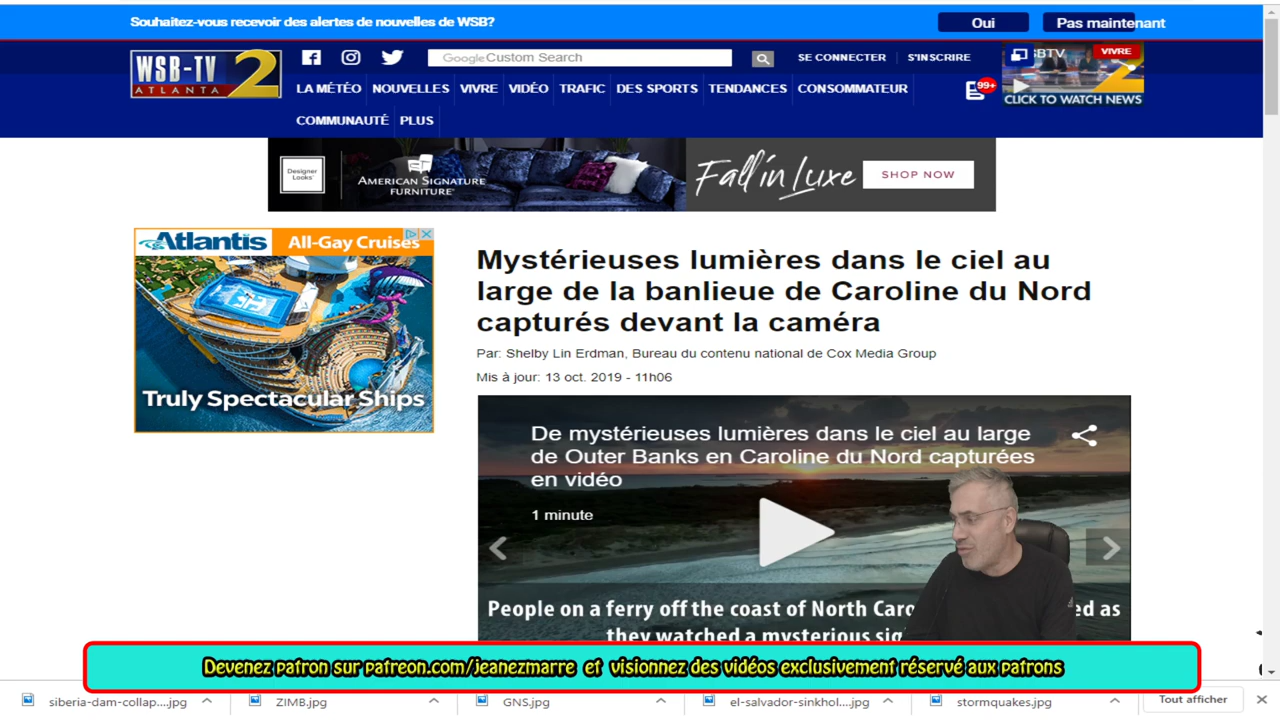 Souhaitez-vous recevoir des alertes de nouvelles de WSB?
Oui
Pas maintenant
WSB-TV 2
ATLANTA
Google Custom Search
SE CONNECTER
S'INSCRIRE
VIVRE
CLICK TO WATCH NEWS
LA MÉTÉO
NOUVELLES
VIVRE
VIDÉO
TRAFIC
DES SPORTS
TENDANCES
CONSOMMATEUR
99+
COMMUNAUTÉ
PLUS
Designer
Looks
AMERICAN SIGNATURE
FURNITURE
Fall in Luxe
SHOP NOW
Atlantis
All-Gay Cruises
Truly Spectacular Ships
Mystérieuses lumières dans le ciel au
large de la banlieue de Caroline du Nord
capturés devant la caméra
Par: Shelby Lin Erdman, Bureau du contenu national de Cox Media Group
Mis à jour: 13 oct. 2019 - 11h06
De mystérieuses lumières dans le ciel au large
de Outer Banks en Caroline du Nord capturées
en vidéo
1 minute
People on a ferry off the coast of North Caro
ed as
they watched a mysterious sig
Devenez patron sur patreon.com/jeanezmarre et visionnez des vidéos exclusivement réservé aux patrons
siberia-dam-collap....jpg
ZIMB.jpg
GNS.jpg
el-salvador-sinkhol....jpg
stormquakes.jpg
Tout afficher